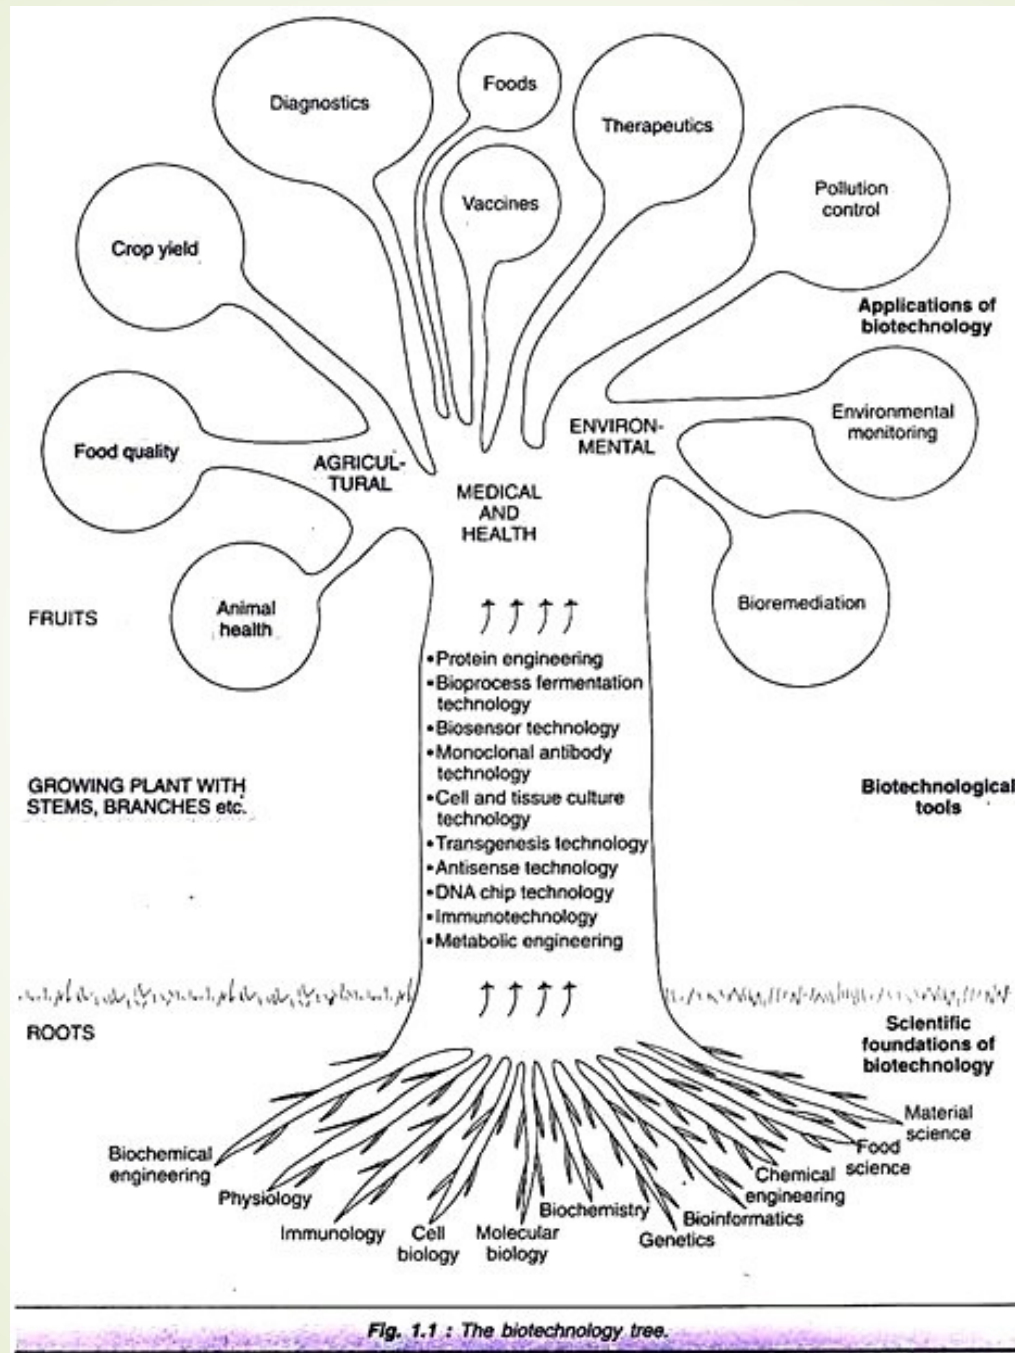 Diagnostics
Foods
Therapeutics
Vaccines
Pollution
control
Crop yield
Applications of
biotechnology
Food quality
AGRICUL-
TURAL
MEDICAL
AND
HEALTH
ENVIRON-
MENTAL
Environmental
monitoring
Animal
health
Bioremediation
FRUITS
• Protein engineering
• Bioprocess fermentation
technology
• Biosensor technology
• Monoclonal antibody
technology
• Cell and tissue culture
technology
• Transgenesis technology
• Antisense technology
• DNA chip technology
• Immunotechnology
• Metabolic engineering
GROWING PLANT WITH
STEMS, BRANCHES etc.
Biotechnological
tools
ROOTS
Scientific
foundations of
biotechnology
Biochemical
engineering
Physiology
Immunology
Cell
biology
Molecular
biology
Biochemistry
Genetics
Bioinformatics
Chemical
engineering
Food
science
Material
science
Fig. 1.1 : The biotechnology tree.